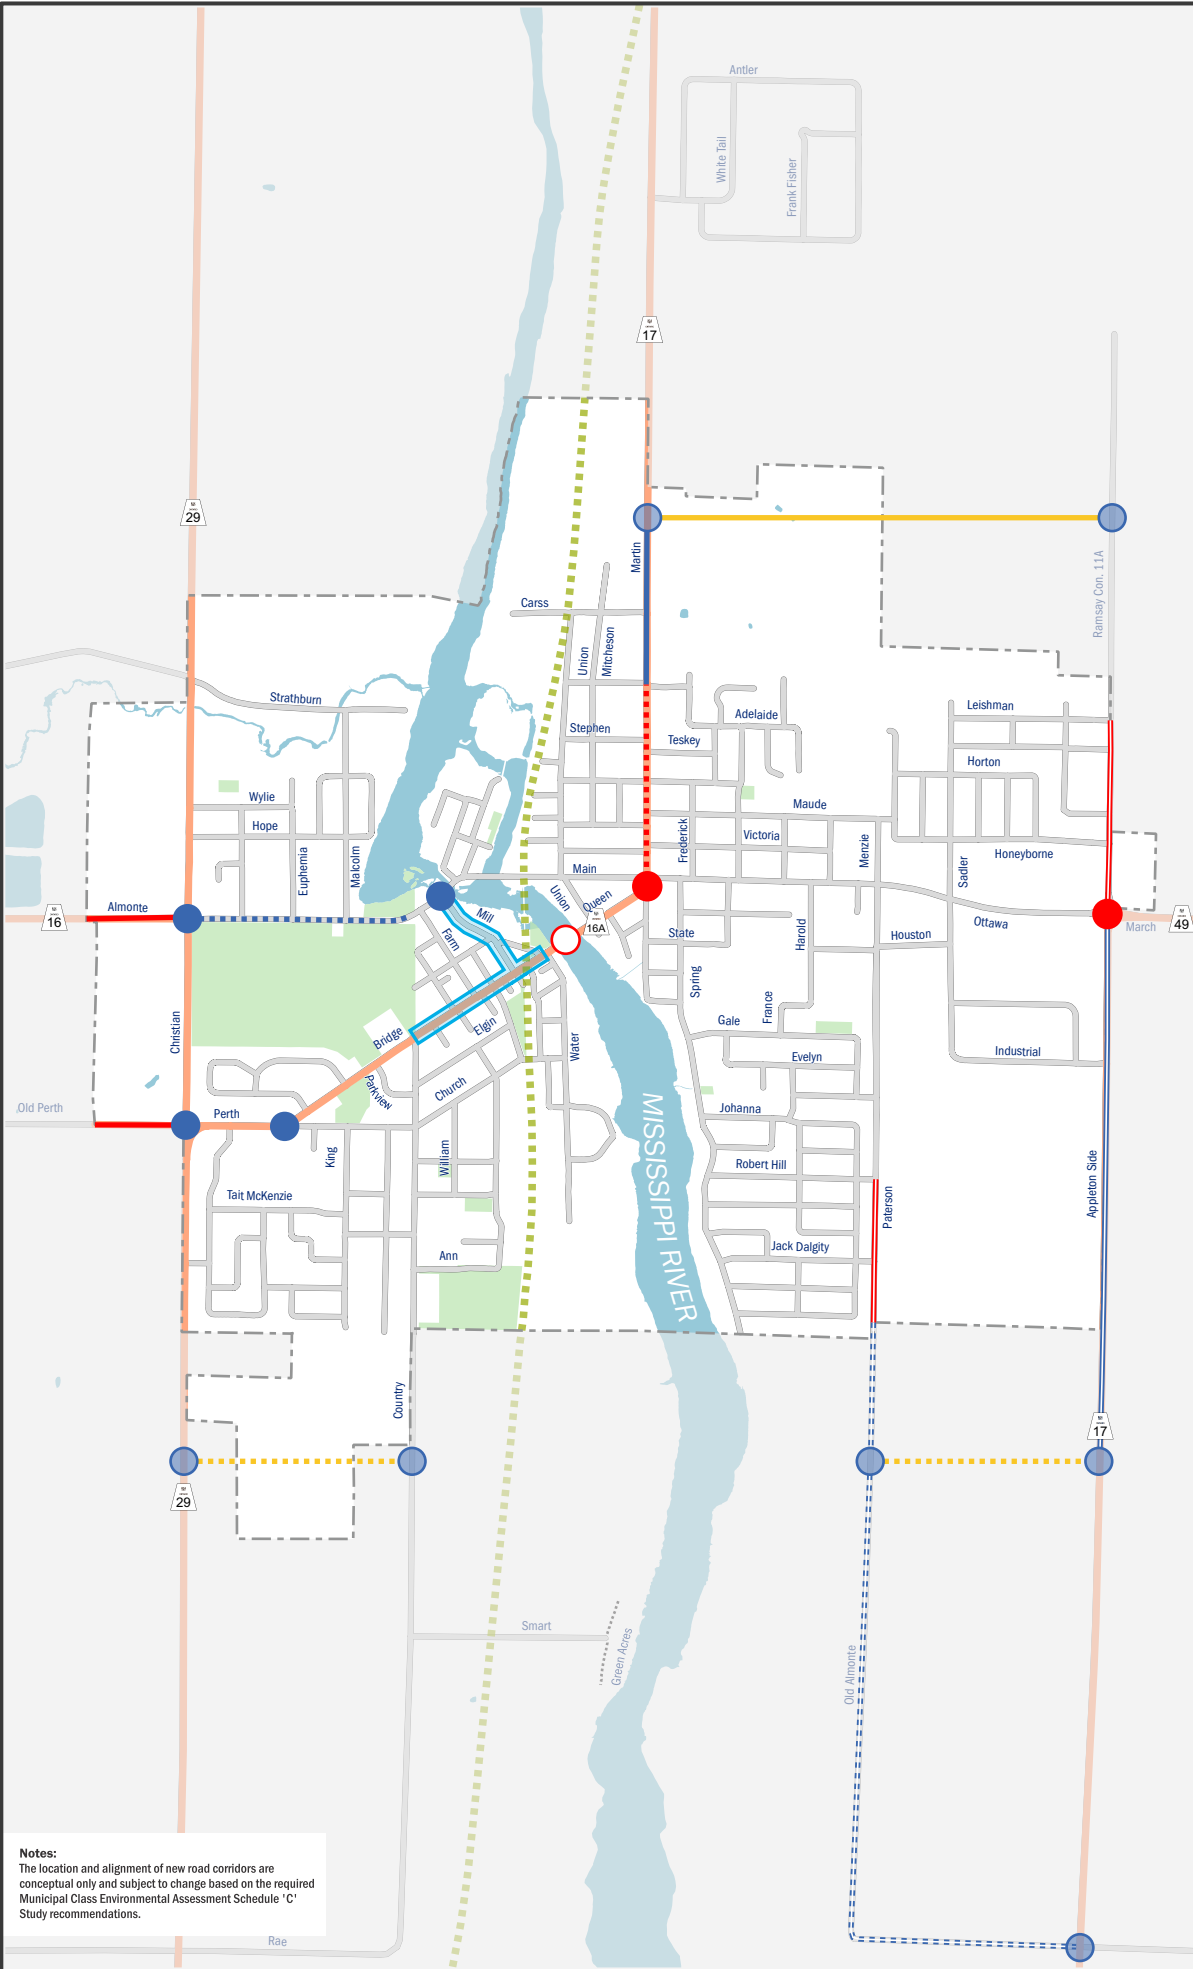 Antler
White Tail
Frank Fisher
17
29
Martin
Ramsay Con. 11A
Carss
Union
Mitcheson
Strathburn
Stephen
Adelaide
Teskey
Leishman
Horton
Wylie
Hope
Maude
Victoria
Frederick
Menzie
Honeyborne
Euphemia
Malcolm
Main
Sadler
Union
Queen
Almonte
16
Mill
16A
Farm
State
Harold
Houston
Ottawa
March
49
Spring
France
Christian
Bridge
Elgin
Water
Gale
Evelyn
Industrial
Parkview
Church
Old Perth
Perth
King
William
MISSISSIPPI RIVER
Johanna
Robert Hill
Tait McKenzie
Paterson
Appleton Side
Ann
Jack Dalgity
Country
17
29
Smart
Green Acres
Old Almonte
Notes:
The location and alignment of new road corridors are
conceptual only and subject to change based on the required
Municipal Class Environmental Assessment Schedule 'C'
Study recommendations.
Rae